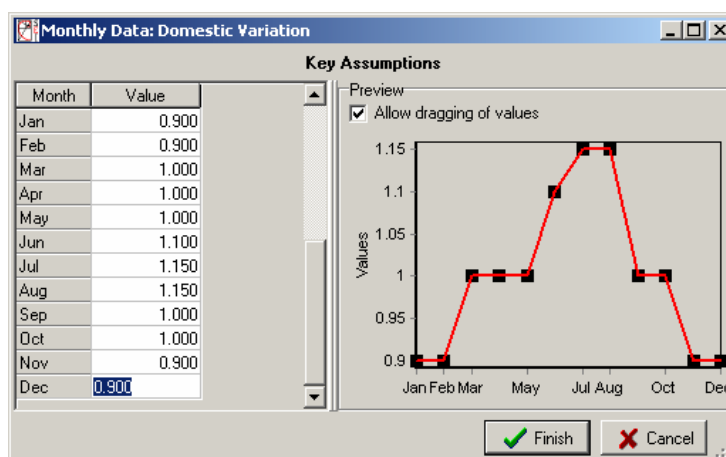 Monthly Data: Domestic Variation
Key Assumptions
Month Value
Jan 0.900
Feb 0.900
Mar 1.000
Apr 1.000
May 1.000
Jun 1.100
Jul 1.150
Aug 1.150
Sep 1.000
Oct 1.000
Nov 0.900
Dec 0.900
Preview
Allow dragging of values
Values
1.15
1.1
1.05
1
0.95
0.9
Jan Feb Mar May Jul Aug Oct Dec
Finish Cancel